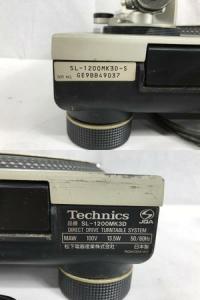 SL-1200MK3D-S
SER.NO. GE9BB49037
Technics
JQA
品番 SL-1200MK3D
DIRECT DRIVE TURNTABLE SYSTEM
MAW 100V 13.5W 50/60Hz
松下電器産業株式会社 日本製